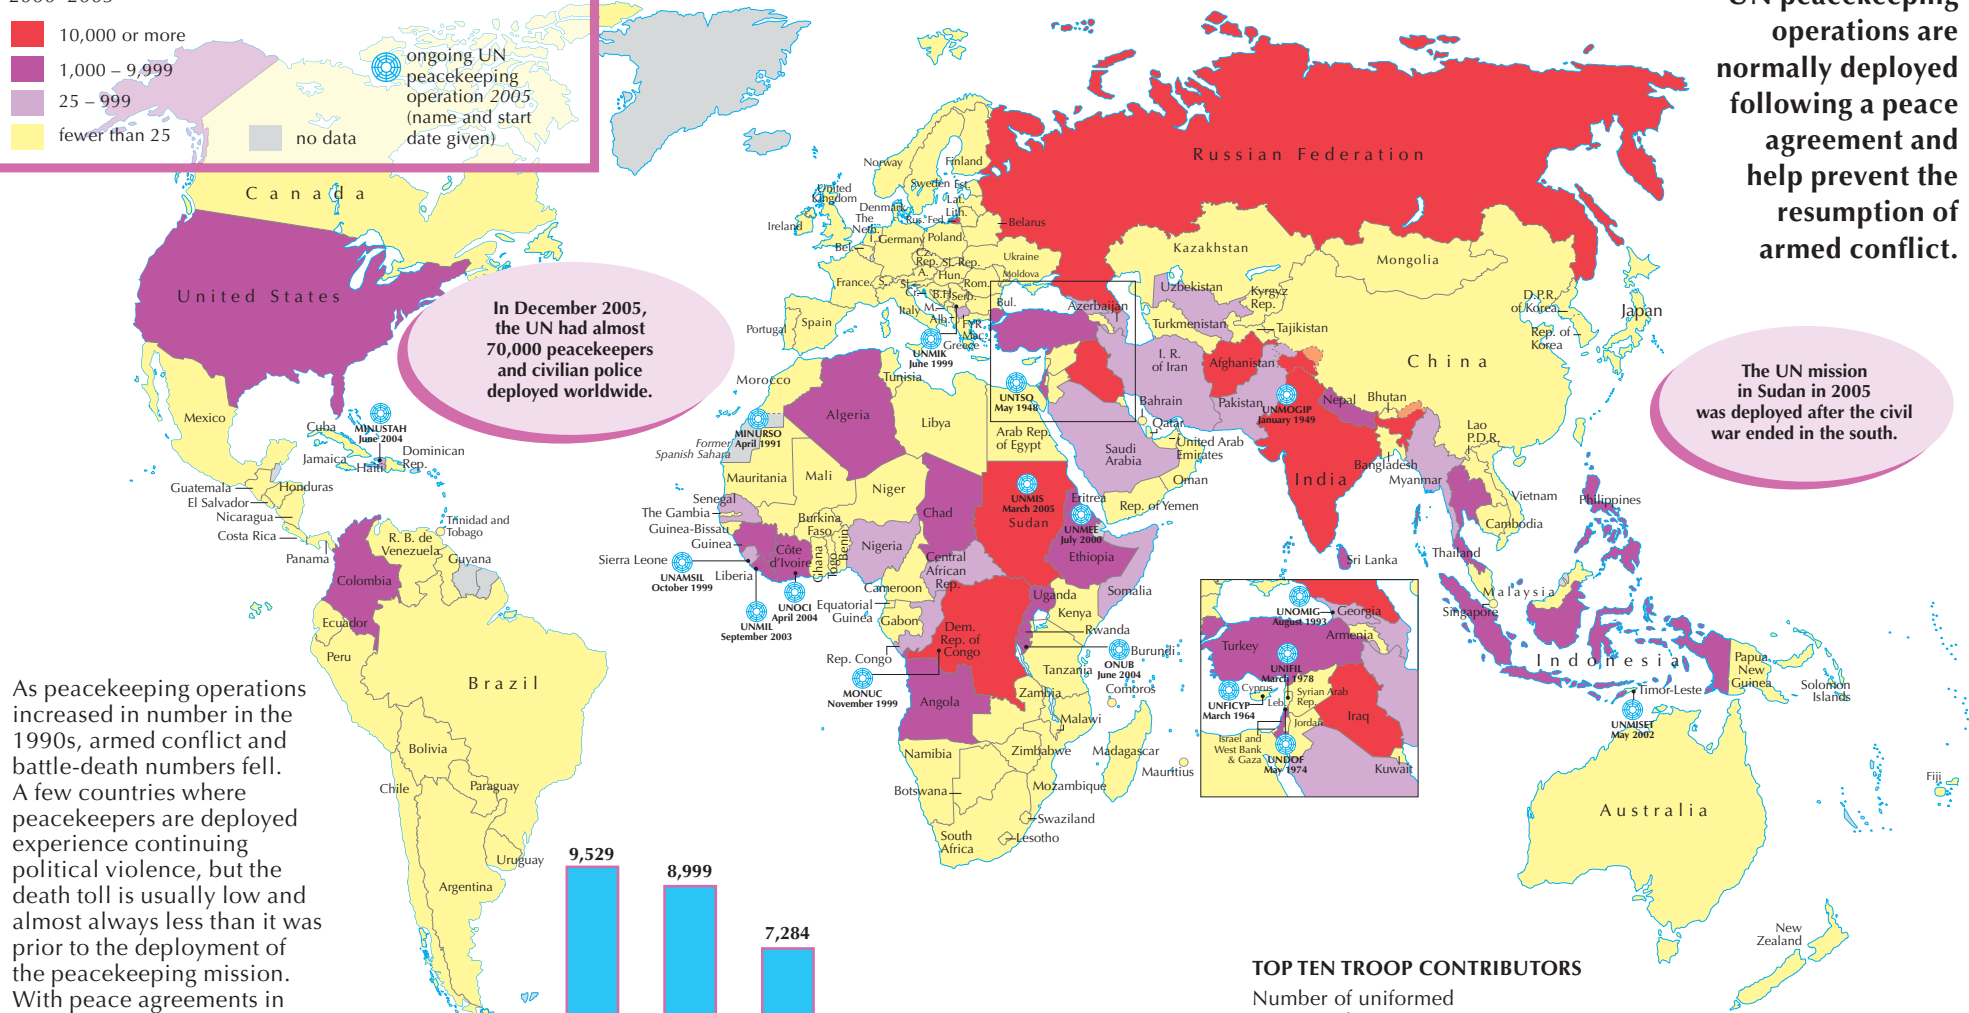 2000–2005
10,000 or more
1,000 – 9,999
25 – 999
fewer than 25
no data
ongoing UN
peacekeeping
operation 2005
(name and start
date given)
UN peacekeeping
operations are
normally deployed
following a peace
agreement and
help prevent the
resumption of
armed conflict.
In December 2005,
the UN had almost
70,000 peacekeepers
and civilian police
deployed worldwide.
The UN mission
in Sudan in 2005
was deployed after the civil
war ended in the south.
Canada
United States
Mexico
Cuba
Jamaica
Haiti
Dominican
Rep.
MINUSTAH
June 2004
Guatemala
Honduras
El Salvador
Nicaragua
Costa Rica
Panama
Trinidad and
Tobago
R. B. de
Venezuela
Guyana
Colombia
Ecuador
Peru
Brazil
Bolivia
Paraguay
Chile
Uruguay
Argentina
Norway
Finland
Sweden
Est.
Lat.
Lith.
Rus. Fed.
United
Kingdom
Ireland
Denmark
The
Neth.
Bel.
L.
Germany
Poland
Belarus
Ukraine
Moldova
Cz.
Rep.
Sl. Rep.
A.
Hun.
Rom.
France
S.
Sl.
Cr.
B.H.
Serb.
Bul.
Italy
M.
Alb.
FYR
Mac.
Greece
Portugal
Spain
UNMIK
June 1999
Russian Federation
Kazakhstan
Mongolia
Uzbekistan
Kyrgyz
Rep.
Turkmenistan
Tajikistan
Azerbaijan
I. R.
of Iran
Afghanistan
Pakistan
China
D.P.R.
of Korea
Rep. of
Korea
Japan
Nepal
Bhutan
UNMOGIP
January 1949
India
Bangladesh
Myanmar
Lao
P.D.R.
Vietnam
Cambodia
Thailand
Philippines
Sri Lanka
Malaysia
Singapore
Indonesia
Timor-Leste
UNMISET
May 2002
Papua
New
Guinea
Solomon
Islands
Fiji
Australia
New
Zealand
Morocco
Tunisia
Algeria
Libya
Arab Rep.
of Egypt
UNTSO
May 1948
MINURSO
April 1991
Former
Spanish Sahara
Bahrain
Qatar
United Arab
Emirates
Saudi
Arabia
Oman
Rep. of Yemen
Mauritania
Mali
Niger
Chad
UNMIS
March 2005
Sudan
Eritrea
UNMEE
July 2000
Ethiopia
Senegal
The Gambia
Guinea-Bissau
Guinea
Sierra Leone
Liberia
Burkina
Faso
Côte
d’Ivoire
Ghana
Togo
Benin
Nigeria
Central
African
Rep.
Cameroon
Equatorial
Guinea
Gabon
UNAMSIL
October 1999
UNMIL
September 2003
UNOCI
April 2004
Somalia
Uganda
Kenya
Rwanda
Burundi
ONUB
June 2004
Dem.
Rep. of
Congo
Rep. Congo
MONUC
November 1999
Tanzania
Comoros
Angola
Zambia
Malawi
Namibia
Zimbabwe
Madagascar
Mauritius
Botswana
Mozambique
Swaziland
Lesotho
South
Africa
UNOMIG
August 1993
Georgia
Armenia
Turkey
UNIFIL
March 1978
Cyprus
UNFICYP
March 1964
Leb.
Syrian Arab
Rep.
Jordan
Iraq
Israel and
West Bank
& Gaza
UNDOF
May 1974
Kuwait
As peacekeeping operations
increased in number in the
1990s, armed conflict and
battle-death numbers fell.
A few countries where
peacekeepers are deployed
experience continuing
political violence, but the
death toll is usually low and
almost always less than it was
prior to the deployment of
the peacekeeping mission.
With peace agreements in
9,529
8,999
7,284
TOP TEN TROOP CONTRIBUTORS
Number of uniformed